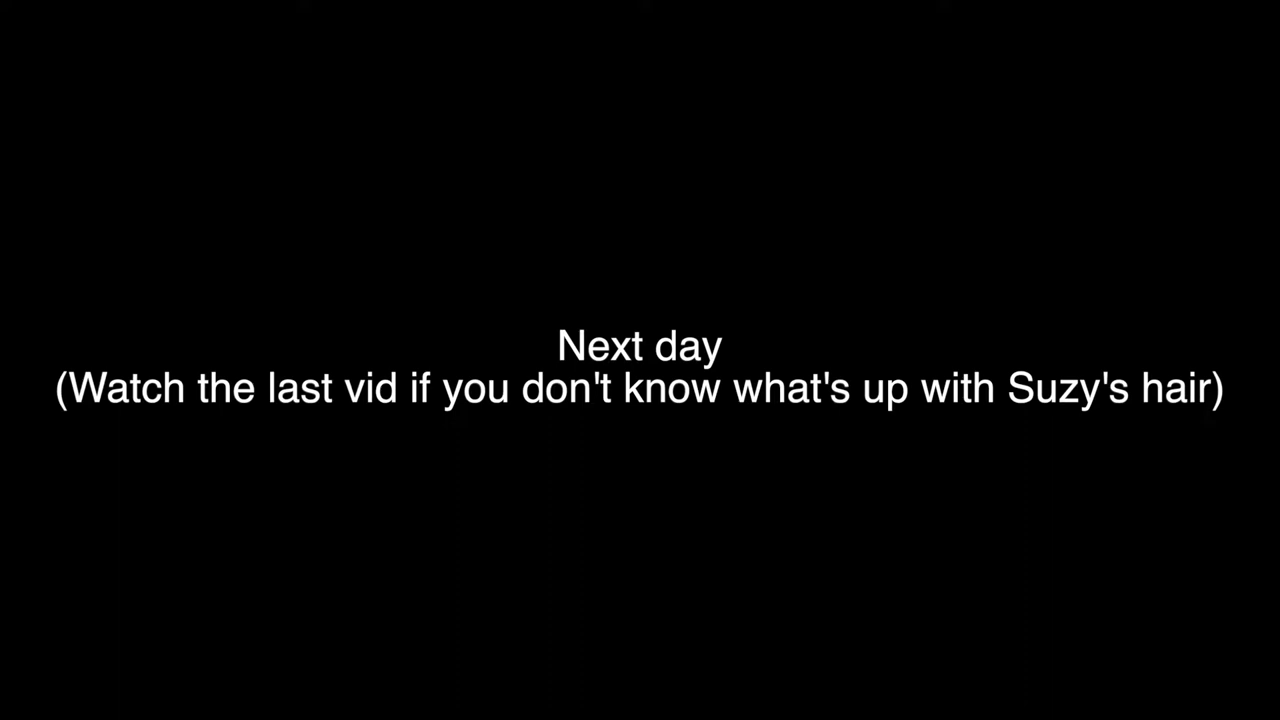 Next day
(Watch the last vid if you don't know what's up with Suzy's hair)